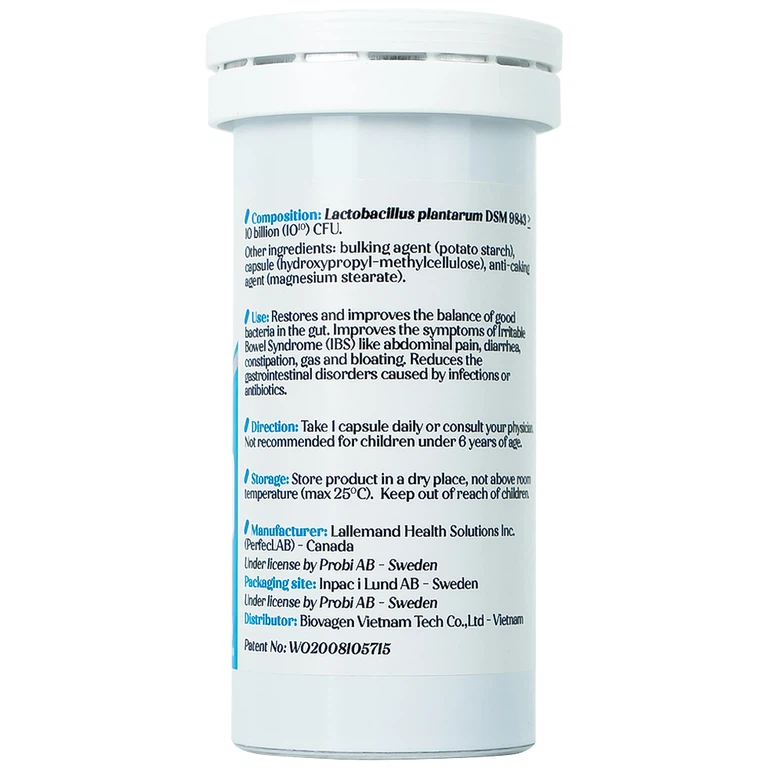 Composition: Lactobacillus plantarum DSM 9843 ≥
10 billion (10¹⁰) CFU.
Other ingredients: bulking agent (potato starch),
capsule (hydroxypropyl-methylcellulose), anti-caking
agent (magnesium stearate).
Use: Restores and improves the balance of good
bacteria in the gut. Improves the symptoms of Irritable
Bowel Syndrome (IBS) like abdominal pain, diarrhea,
constipation, gas and bloating. Reduces the
gastrointestinal disorders caused by infections or
antibiotics.
Direction: Take 1 capsule daily or consult your physician.
Not recommended for children under 6 years of age.
Storage: Store product in a dry place, not above room
temperature (max 25°C). Keep out of reach of children.
Manufacturer: Lallemand Health Solutions Inc.
(PerfecLAB) - Canada
Under license by Probi AB - Sweden
Packaging site: Inpac i Lund AB - Sweden
Under license by Probi AB - Sweden
Distributor: Biovagen Vietnam Tech Co.,Ltd - Vietnam
Patent No: WO2008105715